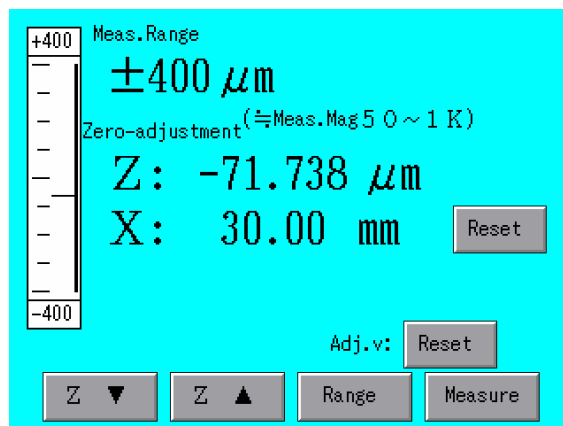 +400
Meas.Range
±400 μm
Zero-adjustment(≒Meas.Mag５０～１K)
Z: -71.738 μm
X: 30.00 mm
Reset
-400
Adj.v: Reset
Z ▼
Z ▲
Range
Measure